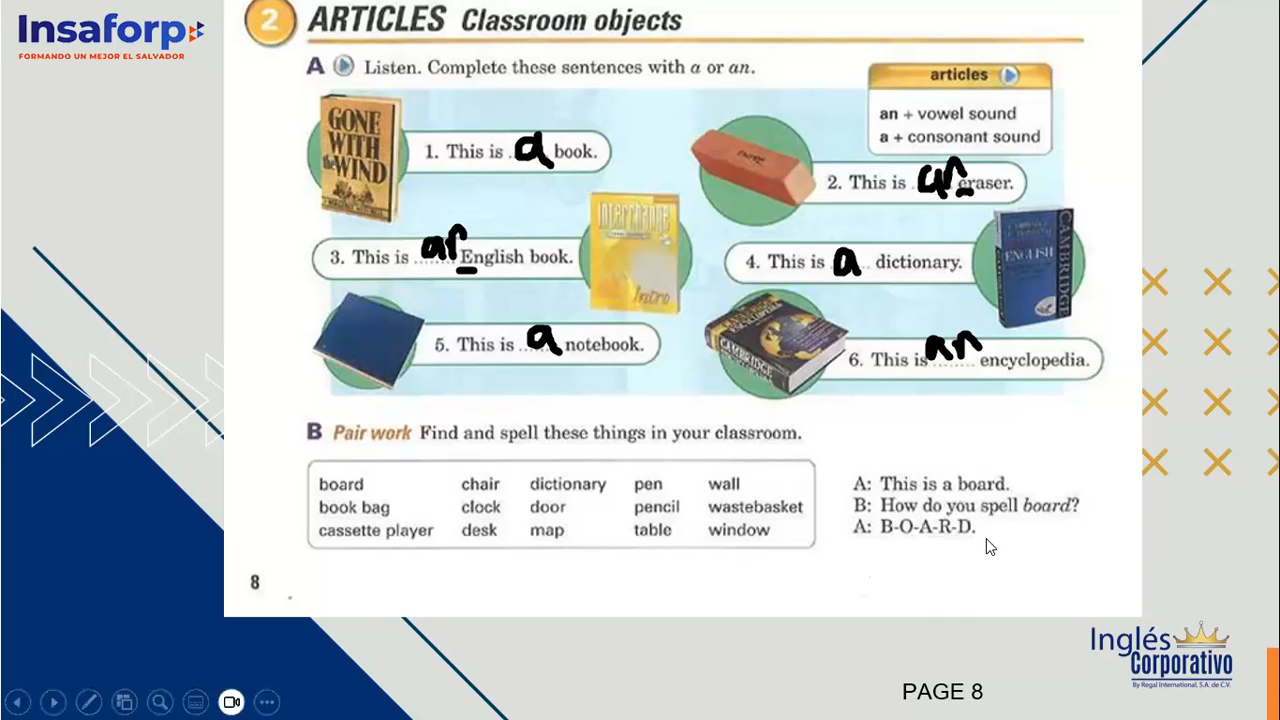 Insaforp
FORMANDO UN MEJOR EL SALVADOR
2 ARTICLES Classroom objects
A Listen. Complete these sentences with a or an.
articles
an + vowel sound
a + consonant sound
GONE
WITH
the WIND
1. This is a book.
2. This is an eraser.
Interchange
Intro
3. This is an English book.
4. This is a dictionary.
ENGLISH
CAMBRIDGE
5. This is a notebook.
CAMBRIDGE
ENCYCLOPEDIA
6. This is an encyclopedia.
B Pair work Find and spell these things in your classroom.
board chair dictionary pen wall
book bag clock door pencil wastebasket
cassette player desk map table window
A: This is a board.
B: How do you spell board?
A: B-O-A-R-D.
8
Inglés
Corporativo
By Regal International, S.A. de C.V.
PAGE 8